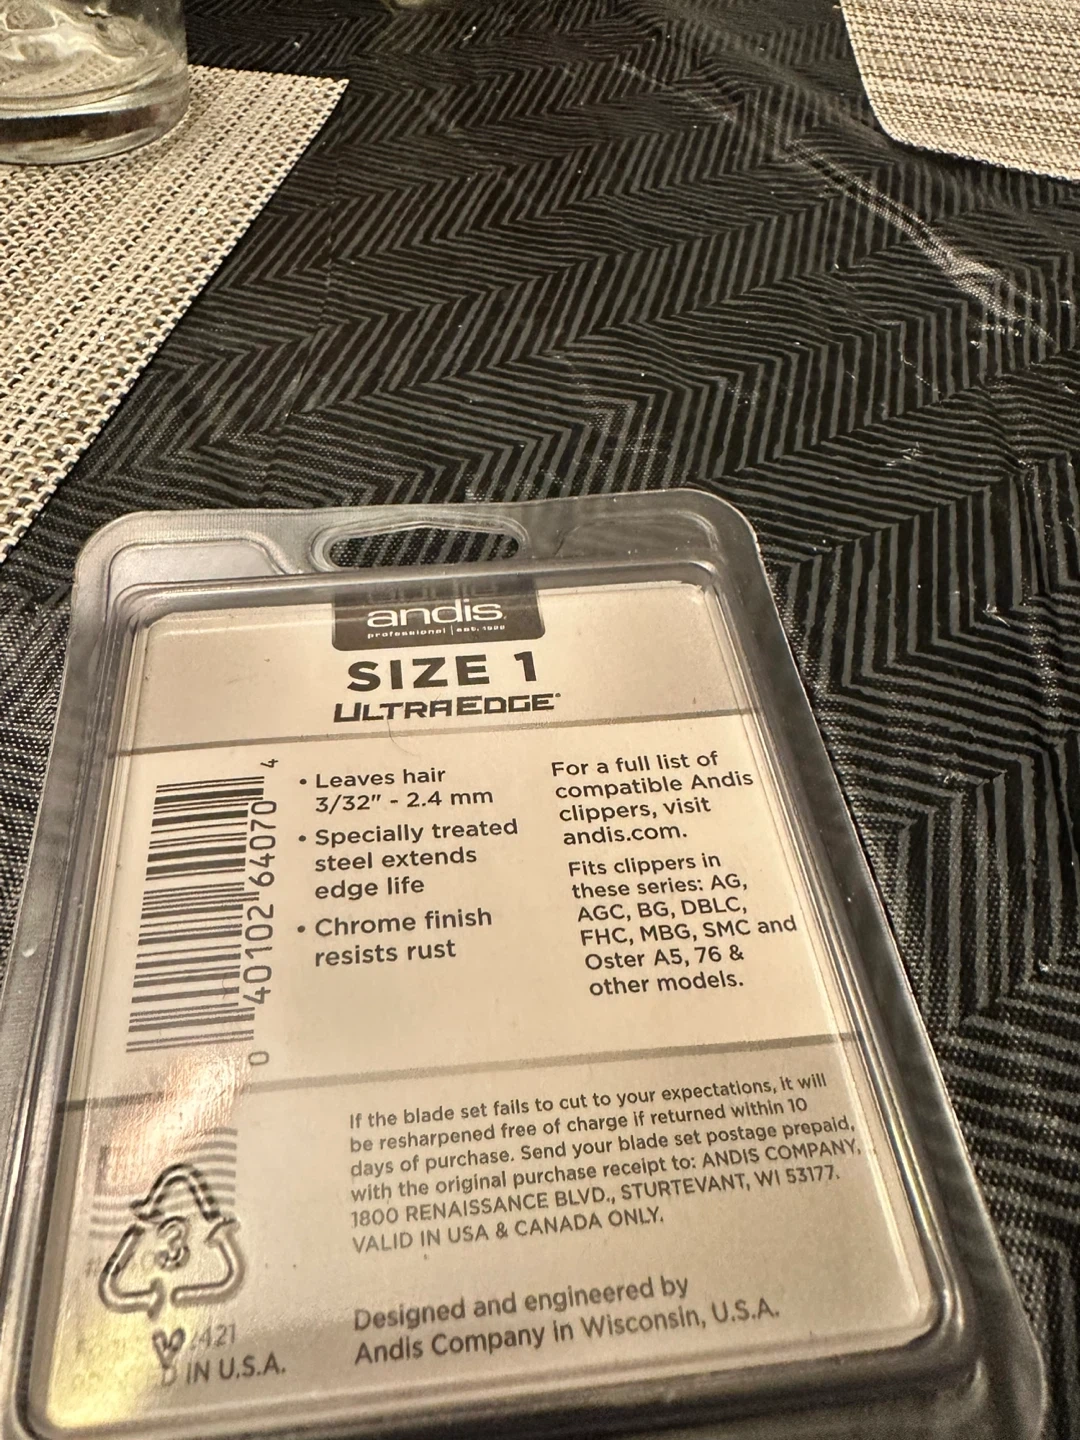 andis
professional | est. 1922
SIZE 1
ULTRAEDGE®
• Leaves hair
3/32" - 2.4 mm
• Specially treated
steel extends
edge life
• Chrome finish
resists rust
For a full list of
compatible Andis
clippers, visit
andis.com.
Fits clippers in
these series: AG,
AGC, BG, DBLC,
FHC, MBG, SMC and
Oster A5, 76 &
other models.
0 40102 64070 4
If the blade set fails to cut to your expectations, it will
be resharpened free of charge if returned within 10
days of purchase. Send your blade set postage prepaid,
with the original purchase receipt to: ANDIS COMPANY,
1800 RENAISSANCE BLVD., STURTEVANT, WI 53177.
VALID IN USA & CANADA ONLY.
Designed and engineered by
Andis Company in Wisconsin, U.S.A.
3
2421
IN U.S.A.